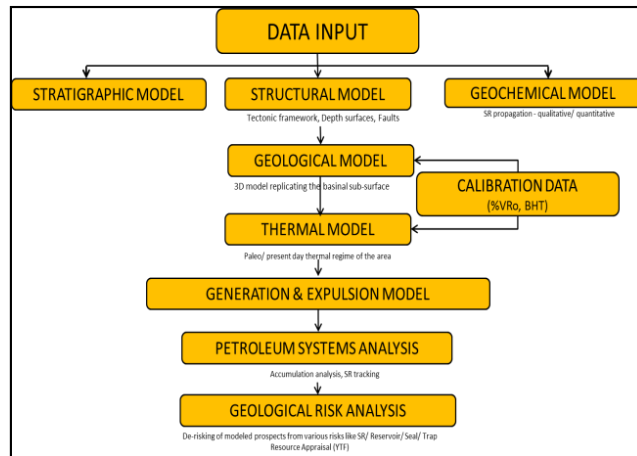 DATA INPUT
STRATIGRAPHIC MODEL
STRUCTURAL MODEL
GEOCHEMICAL MODEL
Tectonic framework, Depth surfaces, Faults
SR propagation - qualitative/ quantitative
GEOLOGICAL MODEL
3D model replicating the basinal sub-surface
CALIBRATION DATA
(%VRo, BHT)
THERMAL MODEL
Paleo/ present day thermal regime of the area
GENERATION & EXPULSION MODEL
PETROLEUM SYSTEMS ANALYSIS
Accumulation analysis, SR tracking
GEOLOGICAL RISK ANALYSIS
De-risking of modeled prospects from various risks like SR/ Reservoir/ Seal/ Trap
Resource Appraisal (YTF)